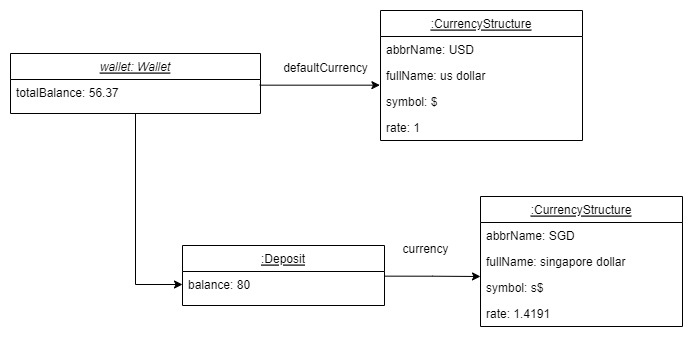 :CurrencyStructure
abbrName: USD
fullName: us dollar
symbol: $
rate: 1
defaultCurrency
wallet: Wallet
totalBalance: 56.37
:CurrencyStructure
abbrName: SGD
fullName: singapore dollar
symbol: s$
rate: 1.4191
currency
:Deposit
balance: 80